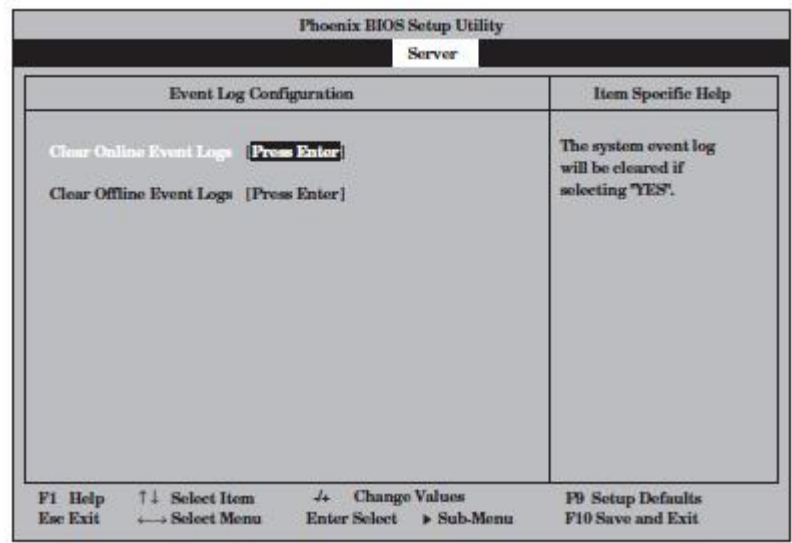 Phoenix BIOS Setup Utility
Server
Event Log Configuration
Item Specific Help
Clear Online Event Logs [Press Enter]
Clear Offline Event Logs [Press Enter]
The system event log
will be cleared if
selecting "YES".
F1 Help ↑↓ Select Item -/+ Change Values F9 Setup Defaults
Esc Exit ←→ Select Menu Enter Select ▶ Sub-Menu F10 Save and Exit